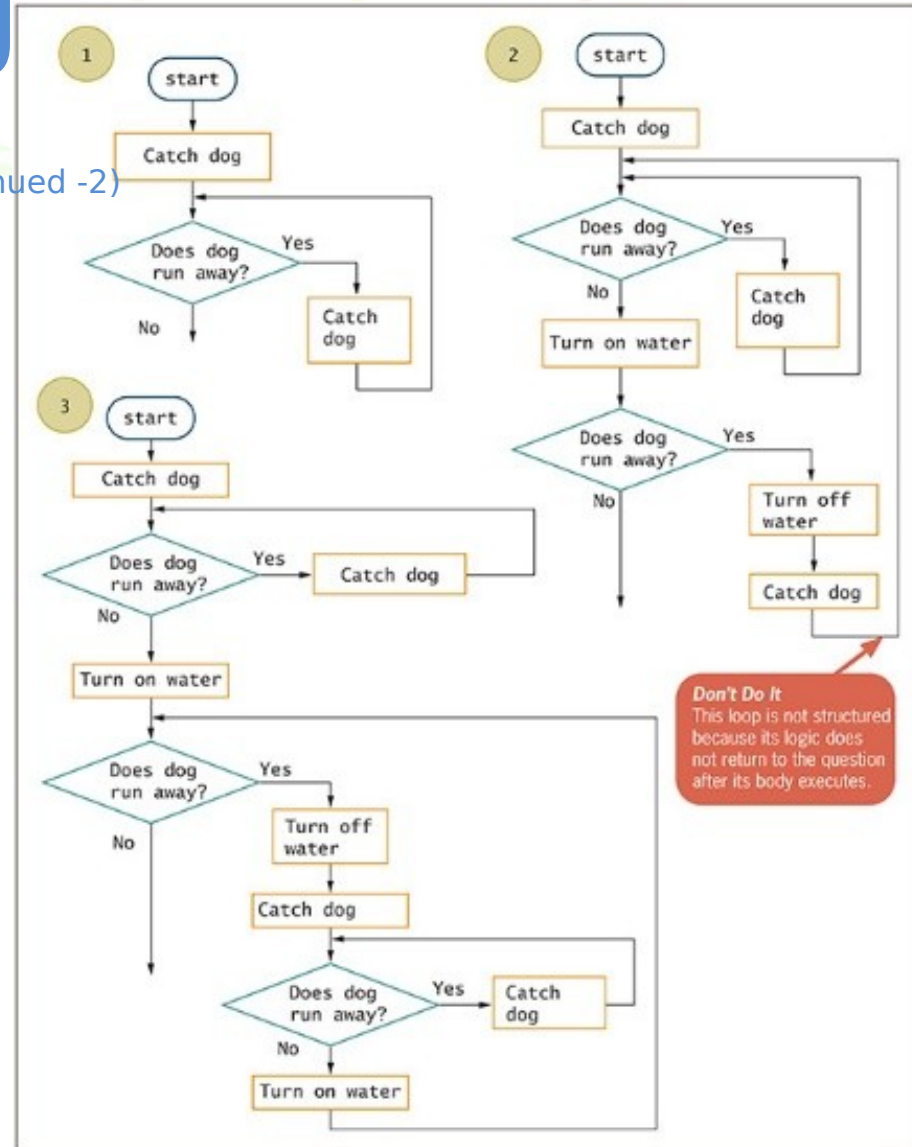 nued -2)
1
start
Catch dog
Does dog
run away?
Yes
Catch
dog
No
2
start
Catch dog
Does dog
run away?
Yes
Catch
dog
No
Turn on water
Does dog
run away?
Yes
Turn off
water
Catch dog
No
Don't Do It
This loop is not structured
because its logic does
not return to the question
after its body executes.
3
start
Catch dog
Does dog
run away?
Yes
Catch dog
No
Turn on water
Does dog
run away?
Yes
Turn off
water
Catch dog
Does dog
run away?
Yes
Catch
dog
No
Turn on water
No